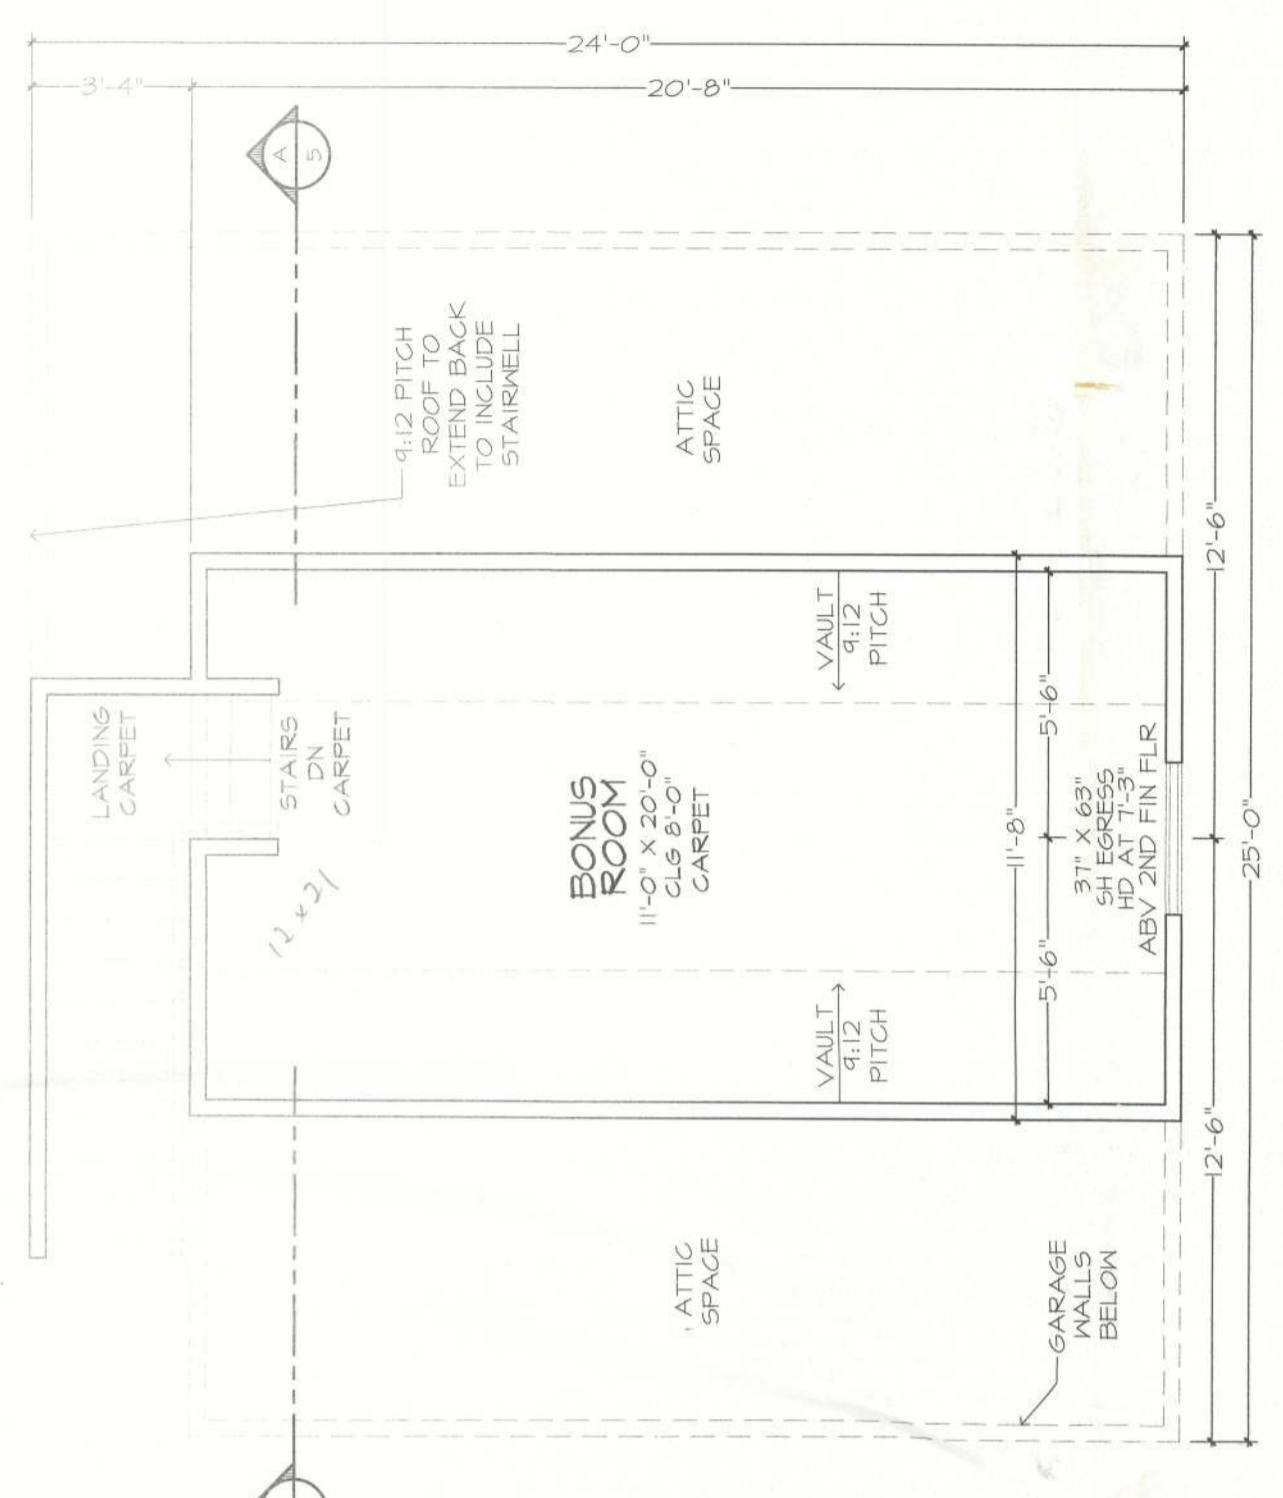 24'-0"
3'-4"
20'-8"
A
5
9:12 PITCH
ROOF TO
EXTEND BACK
TO INCLUDE
STAIRWELL
ATTIC
SPACE
12'-6"
VAULT
9:12
PITCH
5'-6"
LANDING
CARPET
STAIRS
DN
CARPET
BONUS
ROOM
11'-0" X 20'-0"
CLG 8'-0"
CARPET
11'-8"
37" X 63"
SH EGRESS
HD AT 7'-3"
ABV 2ND FIN FLR
25'-0"
12 x 21
5'-6"
VAULT
9:12
PITCH
12'-6"
ATTIC
SPACE
GARAGE
WALLS
BELOW